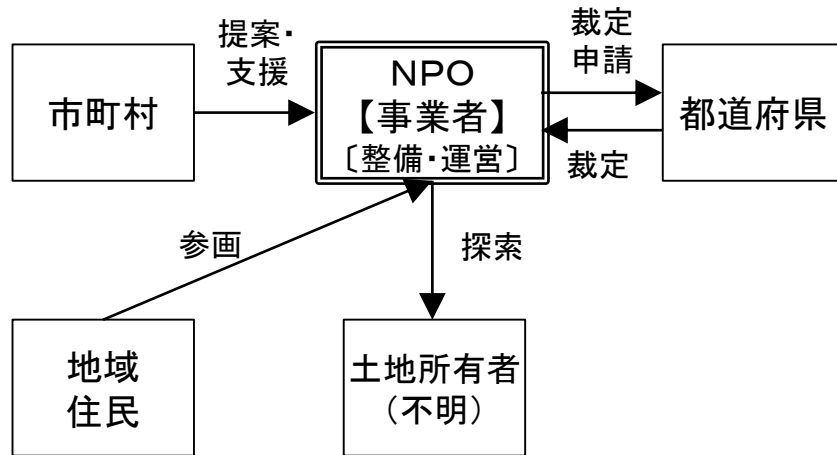 提案・
支援
裁定
申請
市町村
NPO
【事業者】
〔整備・運営〕
都道府県
裁定
参画
探索
地域
住民
土地所有者
（不明）